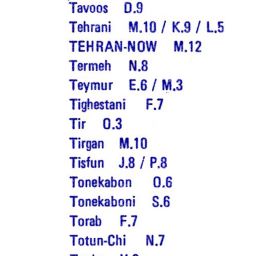 Tavoos D.9
Tehrani M.10 / K.9 / L.5
TEHRAN-NOW M.12
Termeh N.8
Teymur E.6 / M.3
Tighestani F.7
Tir O.3
Tirgan M.10
Tisfun J.8 / P.8
Tonekabon O.6
Tonekaboni S.6
Torab F.7
Totun-Chi N.7